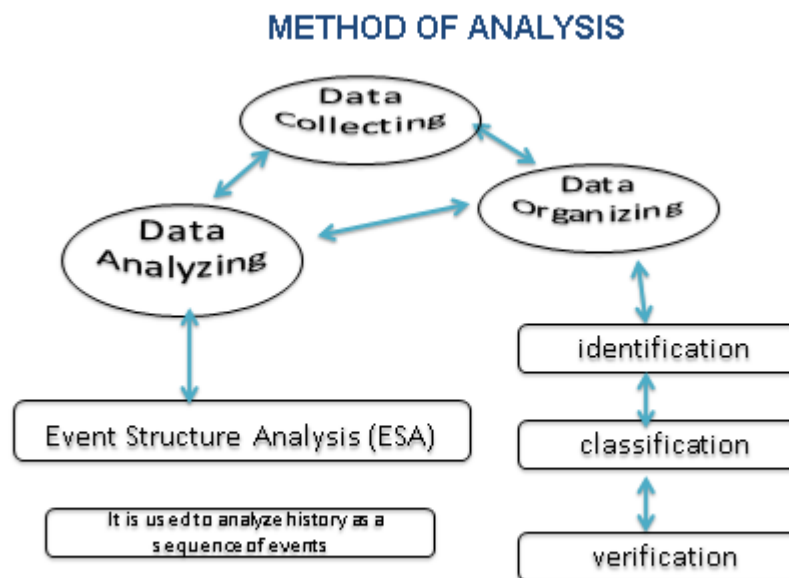 METHOD OF ANALYSIS
Data
Collecting
Data
Organizing
Data
Analyzing
identification
Event Structure Analysis (ESA)
classification
It is used to analyze history as a
sequence of events
verification